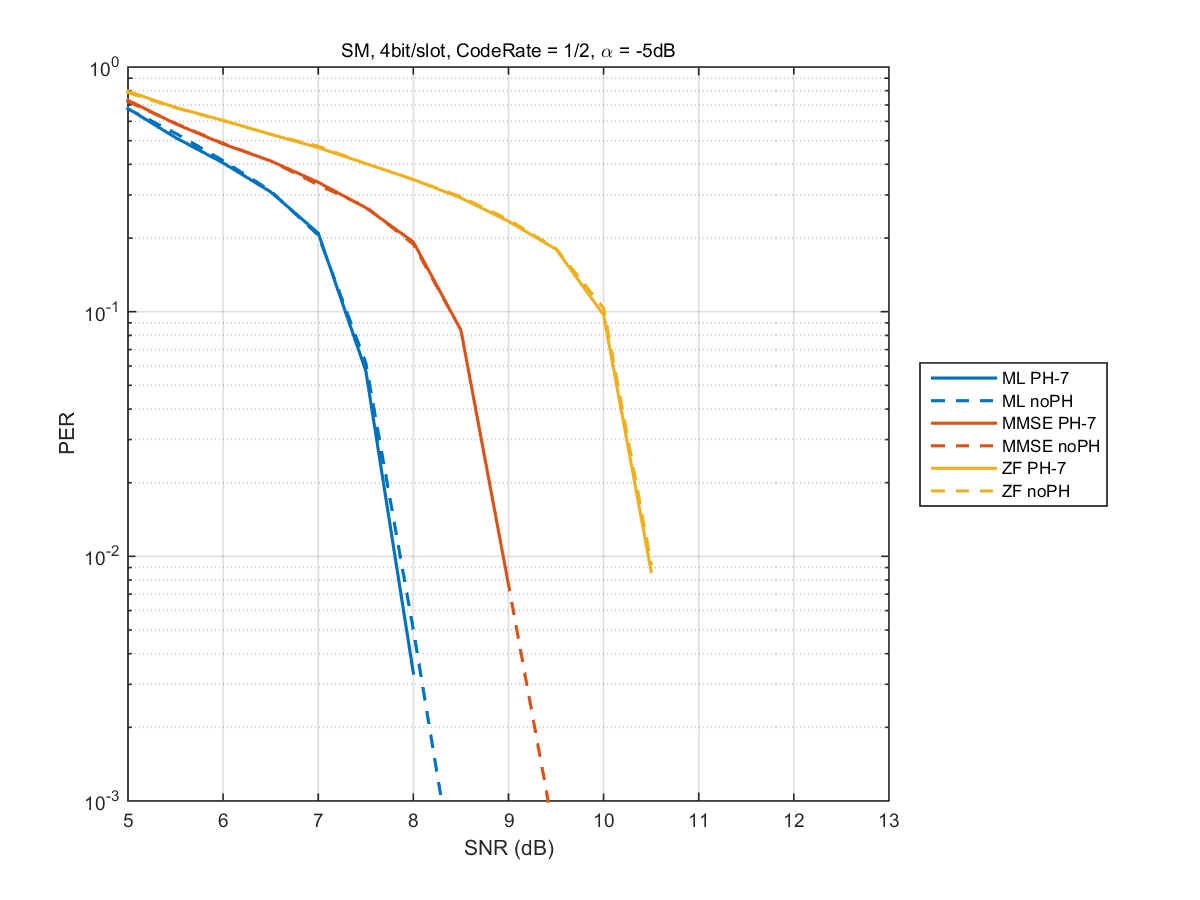 SM, 4bit/slot, CodeRate = 1/2, α = -5dB
10^0
10^-1
10^-2
10^-3
PER
5 6 7 8 9 10 11 12 13
SNR (dB)
ML PH-7
ML noPH
MMSE PH-7
MMSE noPH
ZF PH-7
ZF noPH